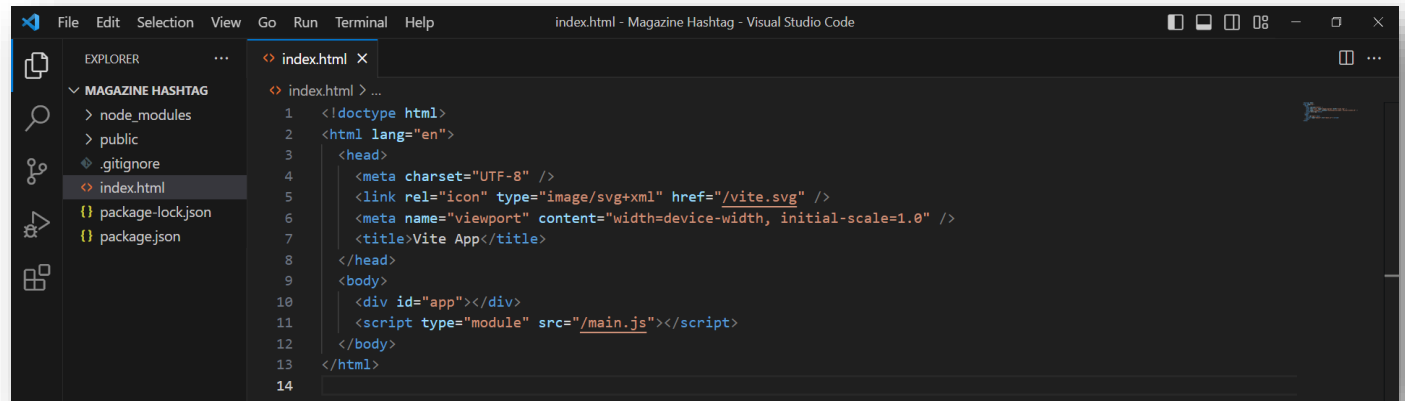 File Edit Selection View Go Run Terminal Help index.html - Magazine Hashtag - Visual Studio Code
EXPLORER ... index.html
MAGAZINE HASHTAG
node_modules
public
.gitignore
index.html
package-lock.json
package.json
index.html > ...
1 <!doctype html>
2 <html lang="en">
3 <head>
4 <meta charset="UTF-8" />
5 <link rel="icon" type="image/svg+xml" href="/vite.svg" />
6 <meta name="viewport" content="width=device-width, initial-scale=1.0" />
7 <title>Vite App</title>
8 </head>
9 <body>
10 <div id="app"></div>
11 <script type="module" src="/main.js"></script>
12 </body>
13 </html>
14